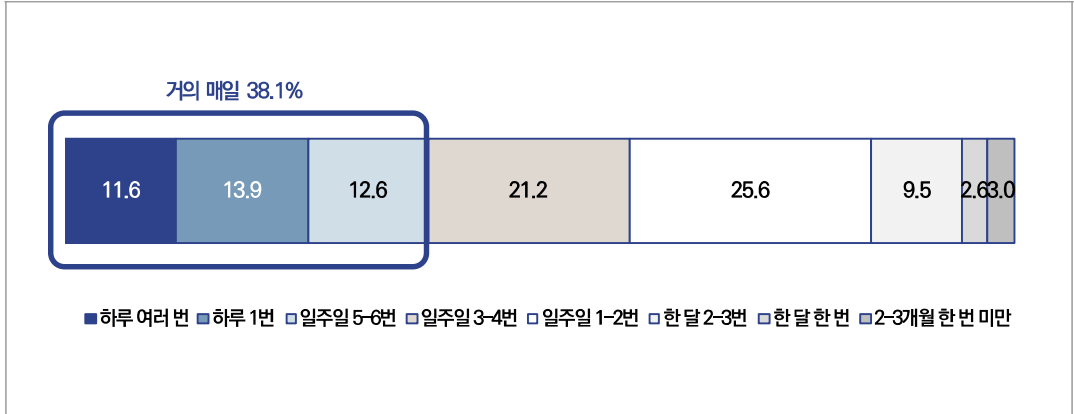 거의 매일 38.1%
11.6 13.9 12.6 21.2 25.6 9.5 2.6 3.0
하루 여러 번 하루 1번 일주일 5-6번 일주일 3-4번 일주일 1-2번 한 달 2-3번 한 달 한 번 2-3개월 한 번 미만